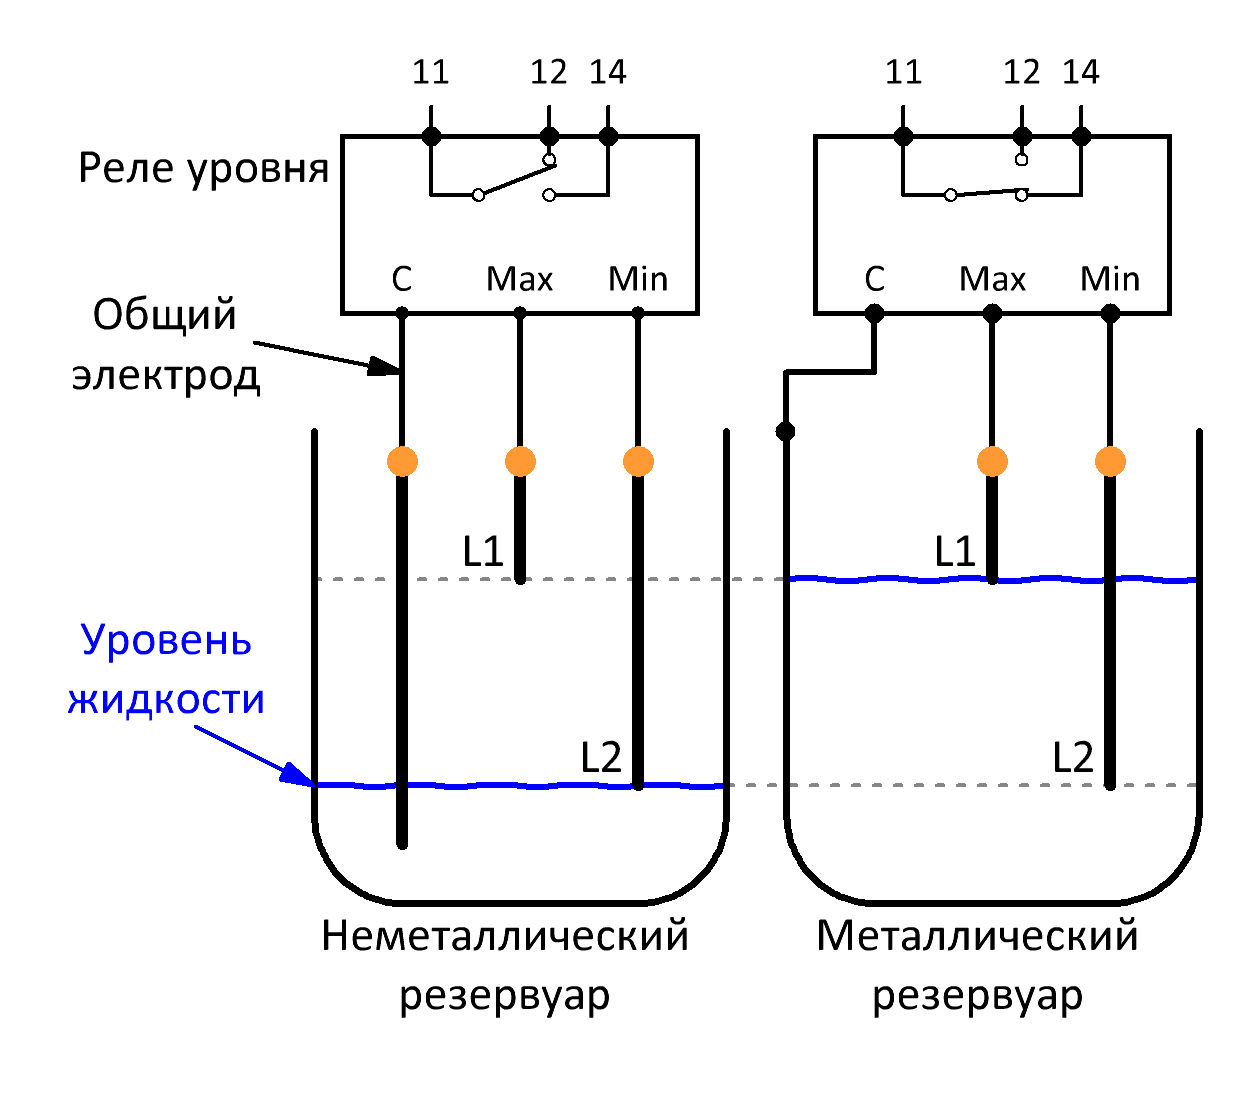 11 12 14
11 12 14
Реле уровня
C Max Min
C Max Min
Общий
электрод
L1
L1
Уровень
жидкости
L2
L2
Неметаллический
резервуар
Металлический
резервуар